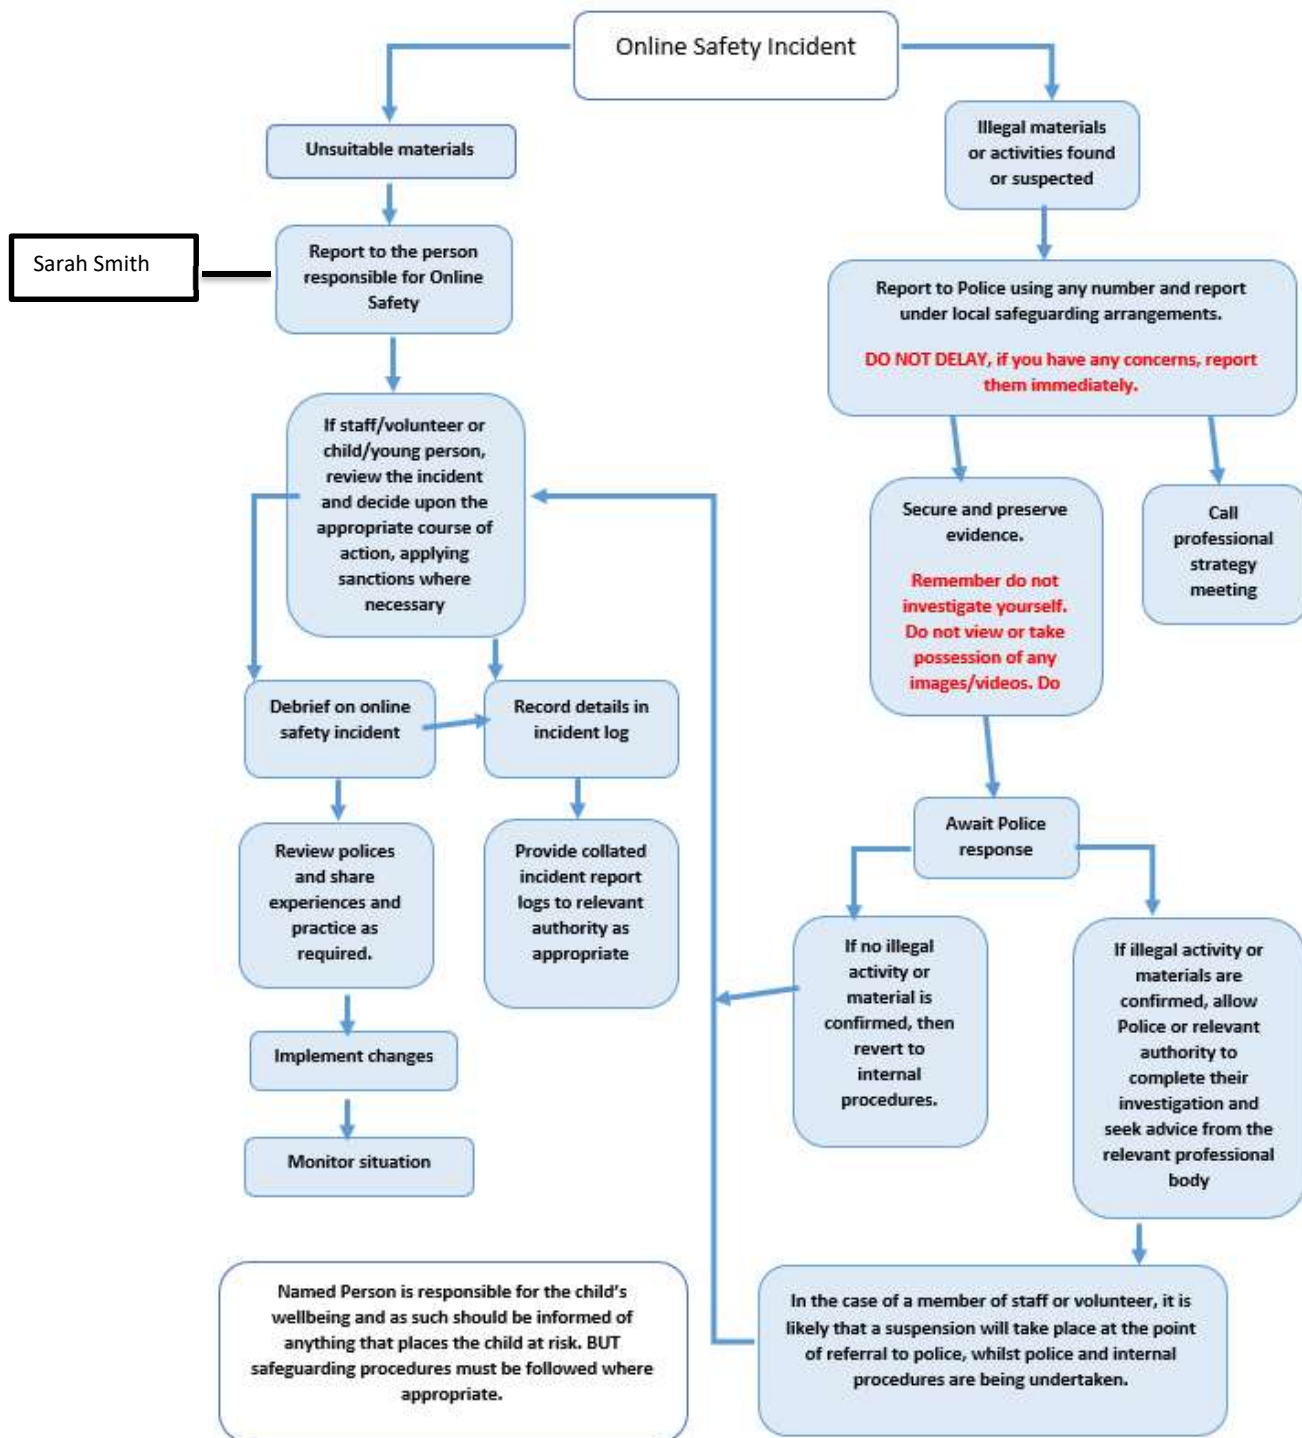 Online Safety Incident
Unsuitable materials
Illegal materials
or activities found
or suspected
Sarah Smith
Report to the person
responsible for Online
Safety
Report to Police using any number and report
under local safeguarding arrangements.
DO NOT DELAY, if you have any concerns, report
them immediately.
If staff/volunteer or
child/young person,
review the incident
and decide upon the
appropriate course of
action, applying
sanctions where
necessary
Secure and preserve
evidence.
Remember do not
investigate yourself.
Do not view or take
possession of any
images/videos. Do
Call
professional
strategy
meeting
Debrief on online
safety incident
Record details in
incident log
Review polices
and share
experiences and
practice as
required.
Provide collated
incident report
logs to relevant
authority as
appropriate
Await Police
response
If no illegal
activity or
material is
confirmed, then
revert to
internal
procedures.
If illegal activity or
materials are
confirmed, allow
Police or relevant
authority to
complete their
investigation and
seek advice from the
relevant professional
body
Implement changes
Monitor situation
Named Person is responsible for the child's
wellbeing and as such should be informed of
anything that places the child at risk. BUT
safeguarding procedures must be followed where
appropriate.
In the case of a member of staff or volunteer, it is
likely that a suspension will take place at the point
of referral to police, whilst police and internal
procedures are being undertaken.